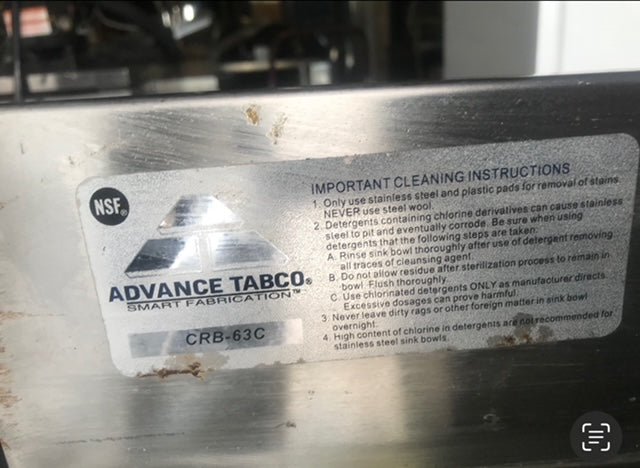 NSF®
ADVANCE TABCO®
SMART FABRICATION™
CRB-63C
IMPORTANT CLEANING INSTRUCTIONS
1. Only use stainless steel and plastic pads for removal of stains
NEVER use steel wool.
2. Detergents containing chlorine derivatives can cause stainless
steel to pit and eventually corrode. Be sure when using
detergents that the following steps are taken:
A. Rinse sink bowl thoroughly after use of detergent removing
all traces of cleansing agent.
B. Do not allow residue after sterilization process to remain in
bowl. Flush thoroughly.
C. Use chlorinated detergents ONLY as manufacturer directs.
Excessive dosages can prove harmful.
3. Never leave dirty rags or other foreign matter in sink bowl
overnight.
4. High content of chlorine in detergents are not recommended for
stainless steel sink bowls.